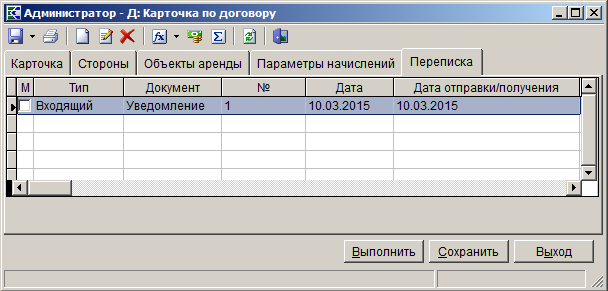 Администратор - Д: Карточка по договору
Карточка Стороны Объекты аренды Параметры начислений Переписка
М Тип Документ № Дата Дата отправки/получения
Входящий Уведомление 1 10.03.2015 10.03.2015
Выполнить Сохранить Выход